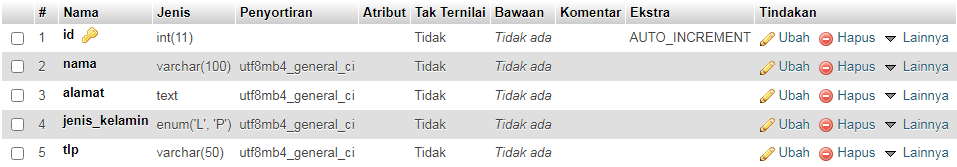 # Nama Jenis Penyortiran Atribut Tak Ternilai Bawaan Komentar Ekstra Tindakan
1 id int(11) Tidak Tidak ada AUTO_INCREMENT Ubah Hapus Lainnya
2 nama varchar(100) utf8mb4_general_ci Tidak Tidak ada Ubah Hapus Lainnya
3 alamat text utf8mb4_general_ci Tidak Tidak ada Ubah Hapus Lainnya
4 jenis_kelamin enum('L', 'P') utf8mb4_general_ci Tidak Tidak ada Ubah Hapus Lainnya
5 tlp varchar(50) utf8mb4_general_ci Tidak Tidak ada Ubah Hapus Lainnya